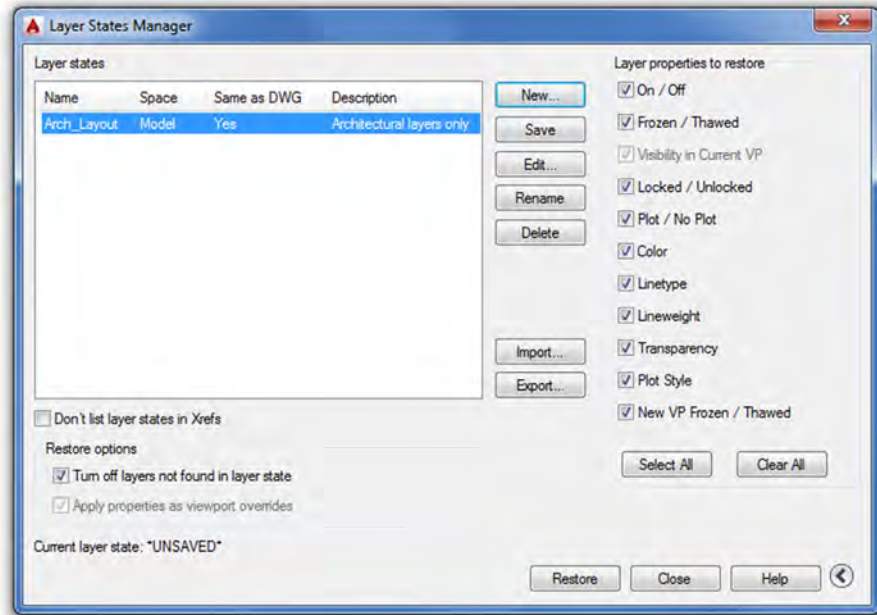 Layer States Manager
Layer states
Name Space Same as DWG Description
Arch_Layout Model Yes Architectural layers only
New...
Save
Edit...
Rename
Delete
Import...
Export...
Don't list layer states in Xrefs
Restore options
Turn off layers not found in layer state
Apply properties as viewport overrides
Current layer state: *UNSAVED*
Layer properties to restore
On / Off
Frozen / Thawed
Visibility in Current VP
Locked / Unlocked
Plot / No Plot
Color
Linetype
Lineweight
Transparency
Plot Style
New VP Frozen / Thawed
Select All Clear All
Restore Close Help